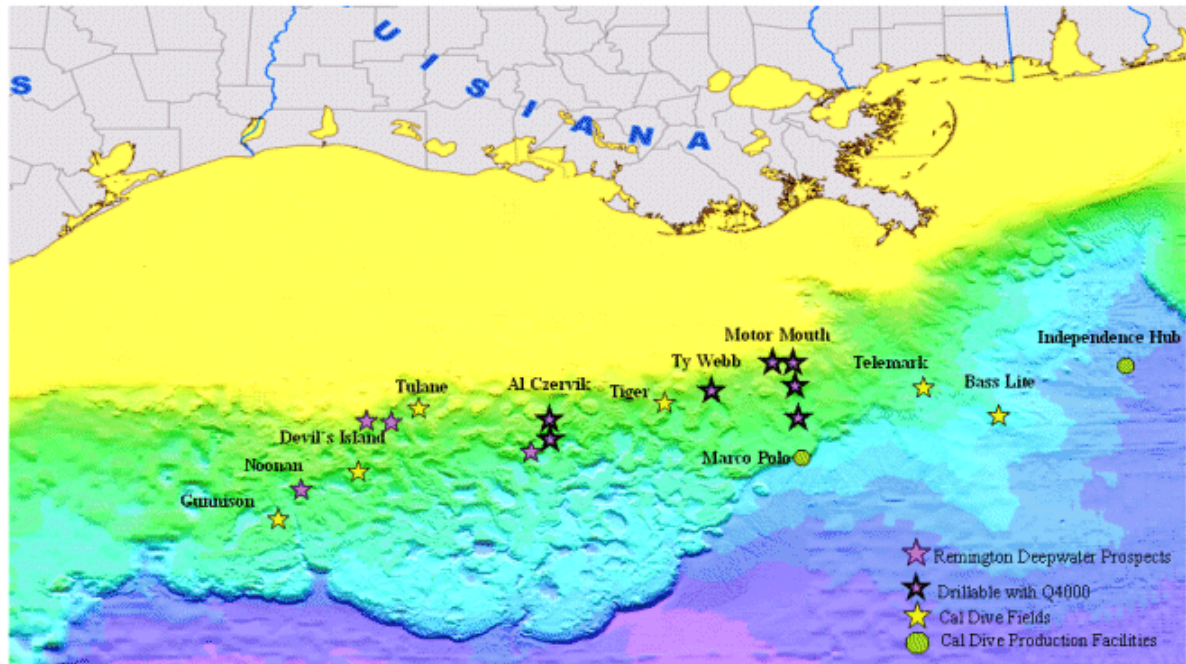 S
UISIANA
Motor Mouth
Independence Hub
Ty Webb
Telemark
Al Czervik
Bass Lite
Tulane
Tiger
Devil's Island
Noonan
Marco Polo
Gunnison
Remington Deepwater Prospects
Drillable with Q4000
Cal Dive Fields
Cal Dive Production Facilities